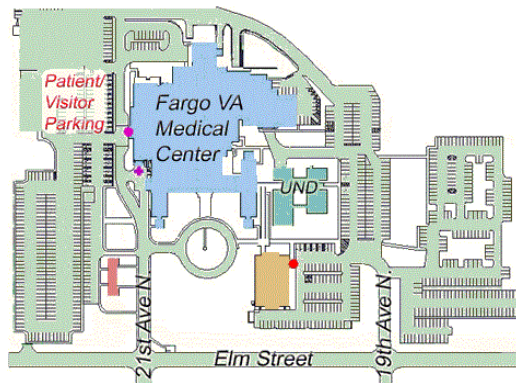 Patient/
Visitor
Parking
Fargo VA
Medical
Center
UND
21st Ave N.
19th Ave N.
Elm Street